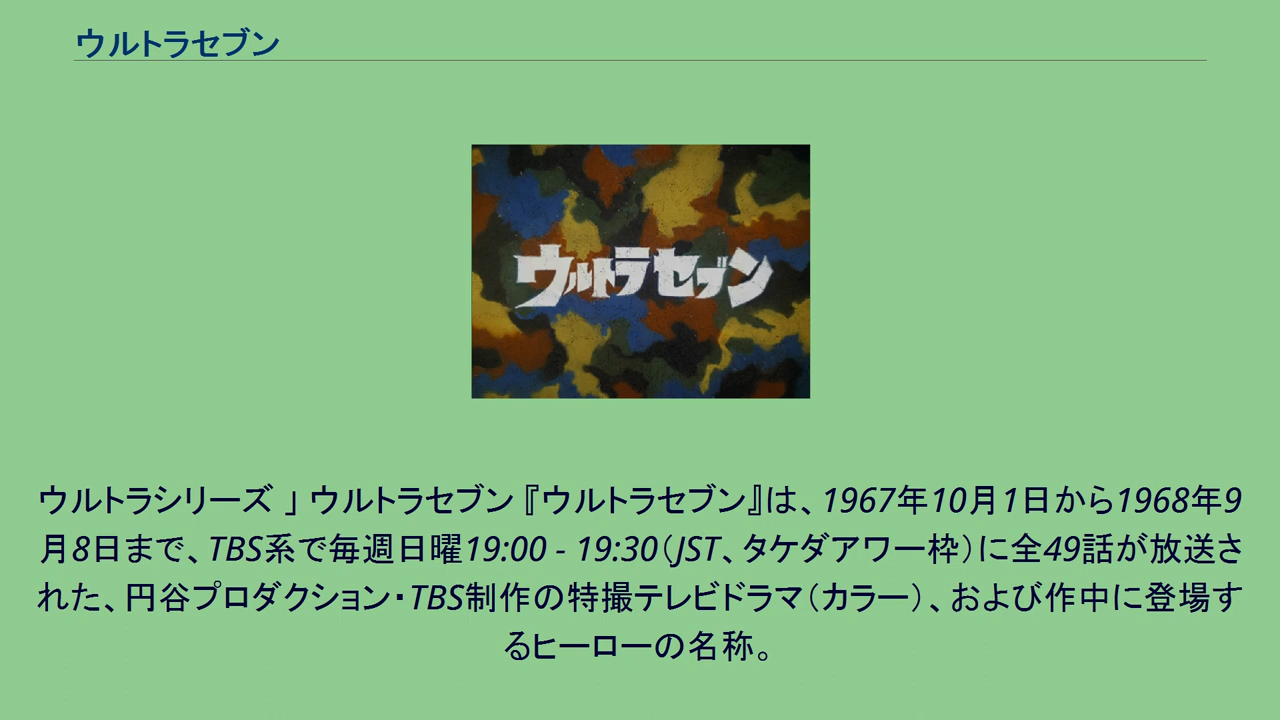 ウルトラセブン
ウルトラセブン
ウルトラシリーズ 」 ウルトラセブン 『ウルトラセブン』は、1967年10月1日から1968年9
月8日まで、TBS系で毎週日曜19:00 - 19:30（JST、タケダアワー枠）に全49話が放送さ
れた、円谷プロダクション・TBS制作の特撮テレビドラマ（カラー）、および作中に登場す
るヒーローの名称。